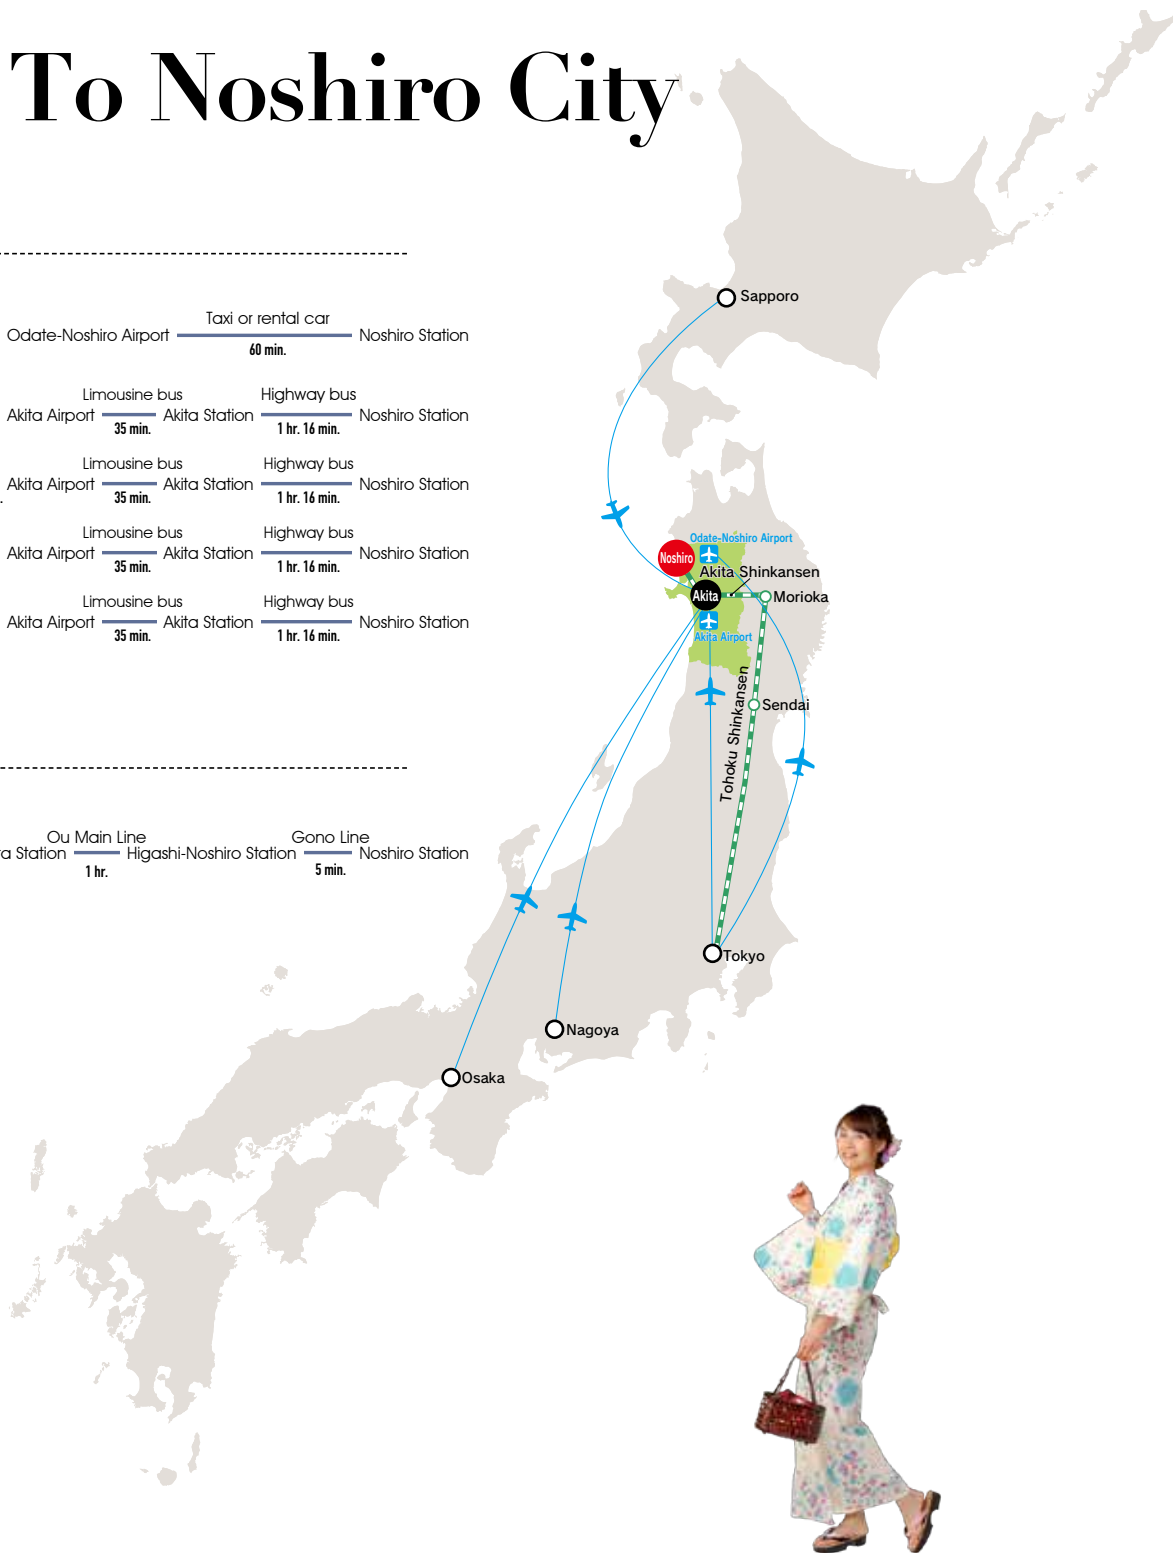 To Noshiro City
Taxi or rental car
Odate-Noshiro Airport Noshiro Station
60 min.
Limousine bus Highway bus
Akita Airport Akita Station Noshiro Station
35 min. 1 hr. 16 min.
Limousine bus Highway bus
Akita Airport Akita Station Noshiro Station
. 35 min. 1 hr. 16 min.
Limousine bus Highway bus
Akita Airport Akita Station Noshiro Station
35 min. 1 hr. 16 min.
Limousine bus Highway bus
Akita Airport Akita Station Noshiro Station
35 min. 1 hr. 16 min.
Ou Main Line Gono Line
a Station Higashi-Noshiro Station Noshiro Station
1 hr. 5 min.
Sapporo
Odate-Noshiro Airport
Noshiro
Akita Shinkansen
Akita
Morioka
Akita Airport
Tohoku Shinkansen
Sendai
Tokyo
Nagoya
Osaka